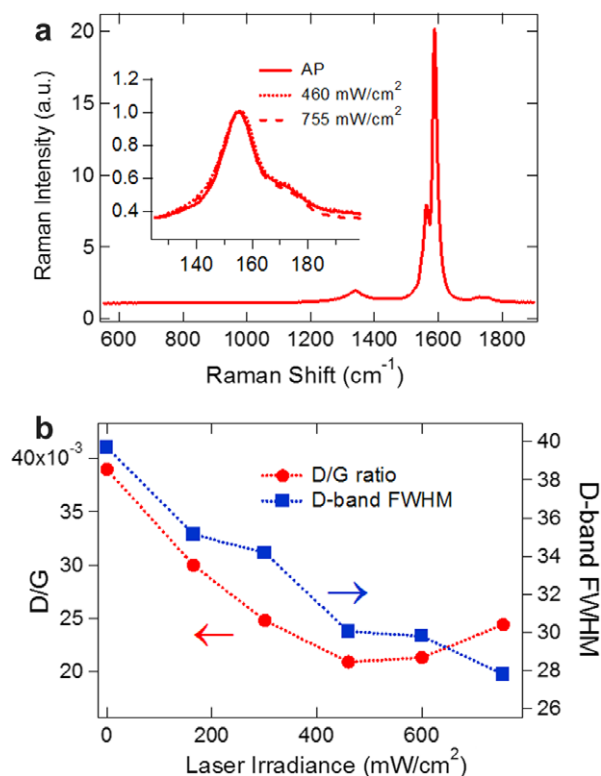 a
Raman Intensity (a.u.)
20
15
10
5
0
1.2
1.0
0.8
0.6
0.4
140
160
180
AP
460 mW/cm²
755 mW/cm²
600
800
1000
1200
1400
1600
1800
Raman Shift (cm⁻¹)
b
D/G
40x10⁻³
35
30
25
20
D/G ratio
D-band FWHM
40
38
36
34
32
30
28
26
D-band FWHM
0
200
400
600
Laser Irradiance (mW/cm²)